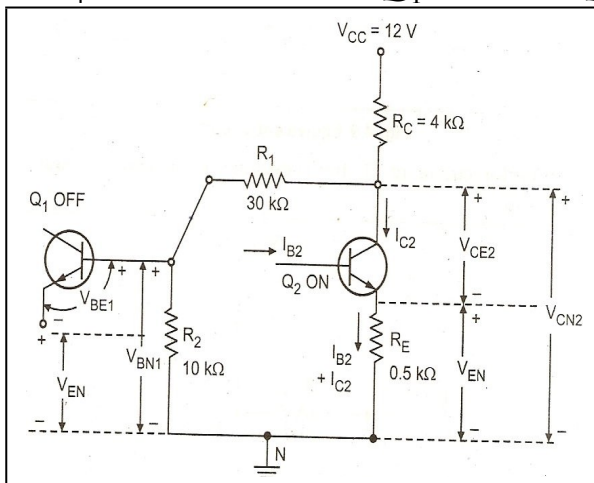 V_CC = 12 V
R_C = 4 kΩ
R_1
30 kΩ
Q_1 OFF
I_B2
I_C2
V_CE2
Q_2 ON
V_CN2
V_BE1
R_2
10 kΩ
V_BN1
V_EN
I_B2
+ I_C2
R_E
0.5 kΩ
V_EN
N